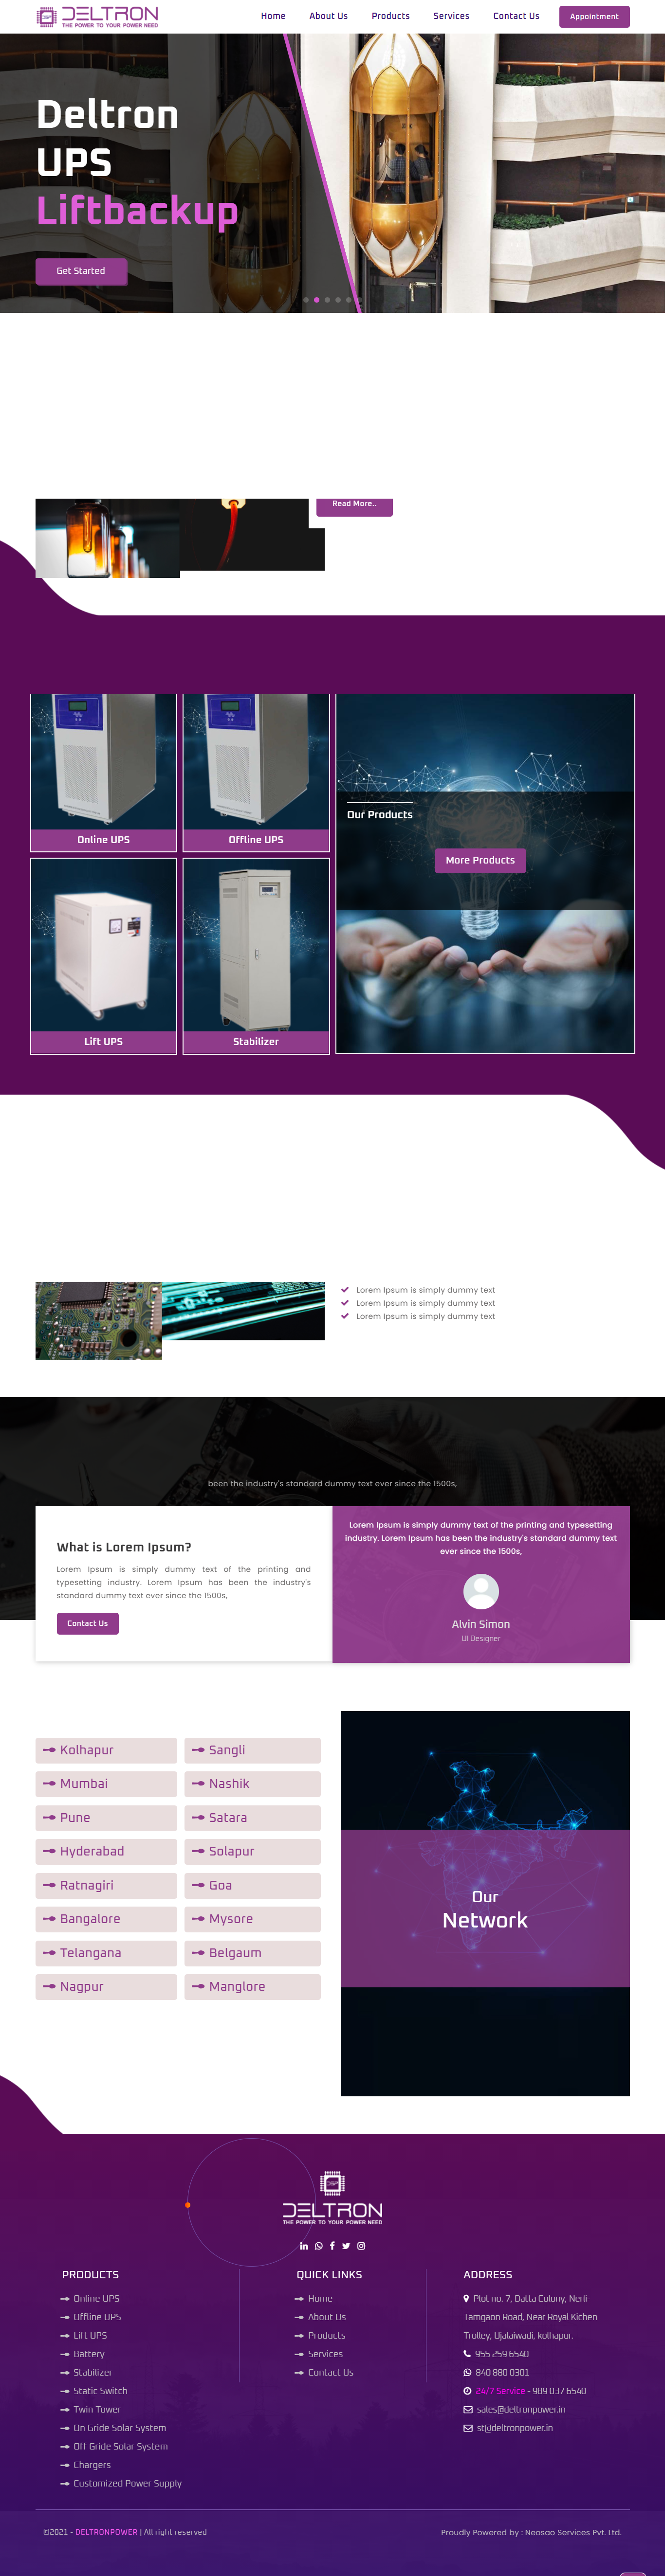 DELTRON
THE POWER TO YOUR POWER NEED
Home About Us Products Services Contact Us Appointment
Deltron
UPS
Liftbackup
Get Started
Read More..
Online UPS
Offline UPS
Our Products
More Products
Lift UPS
Stabilizer
Lorem Ipsum is simply dummy text
Lorem Ipsum is simply dummy text
Lorem Ipsum is simply dummy text
been the industry's standard dummy text ever since the 1500s,
What is Lorem Ipsum?
Lorem Ipsum is simply dummy text of the printing and
typesetting industry. Lorem Ipsum has been the industry's
standard dummy text ever since the 1500s,
Contact Us
Lorem Ipsum is simply dummy text of the printing and typesetting
industry. Lorem Ipsum has been the industry's standard dummy text
ever since the 1500s,
Alvin Simon
UI Designer
Kolhapur
Sangli
Mumbai
Nashik
Pune
Satara
Hyderabad
Solapur
Ratnagiri
Goa
Bangalore
Mysore
Telangana
Belgaum
Nagpur
Manglore
Our
Network
DELTRON
THE POWER TO YOUR POWER NEED
PRODUCTS
Online UPS
Offline UPS
Lift UPS
Battery
Stabilizer
Static Switch
Twin Tower
On Gride Solar System
Off Gride Solar System
Chargers
Customized Power Supply
QUICK LINKS
Home
About Us
Products
Services
Contact Us
ADDRESS
Plot no. 7, Datta Colony, Nerli-
Tamgaon Road, Near Royal Kichen
Trolley, Ujalaiwadi, kolhapur.
955 259 6540
840 880 0301
24/7 Service - 989 037 6540
sales@deltronpower.in
st@deltronpower.in
©2021 - DELTRONPOWER | All right reserved
Proudly Powered by : Neosao Services Pvt. Ltd.